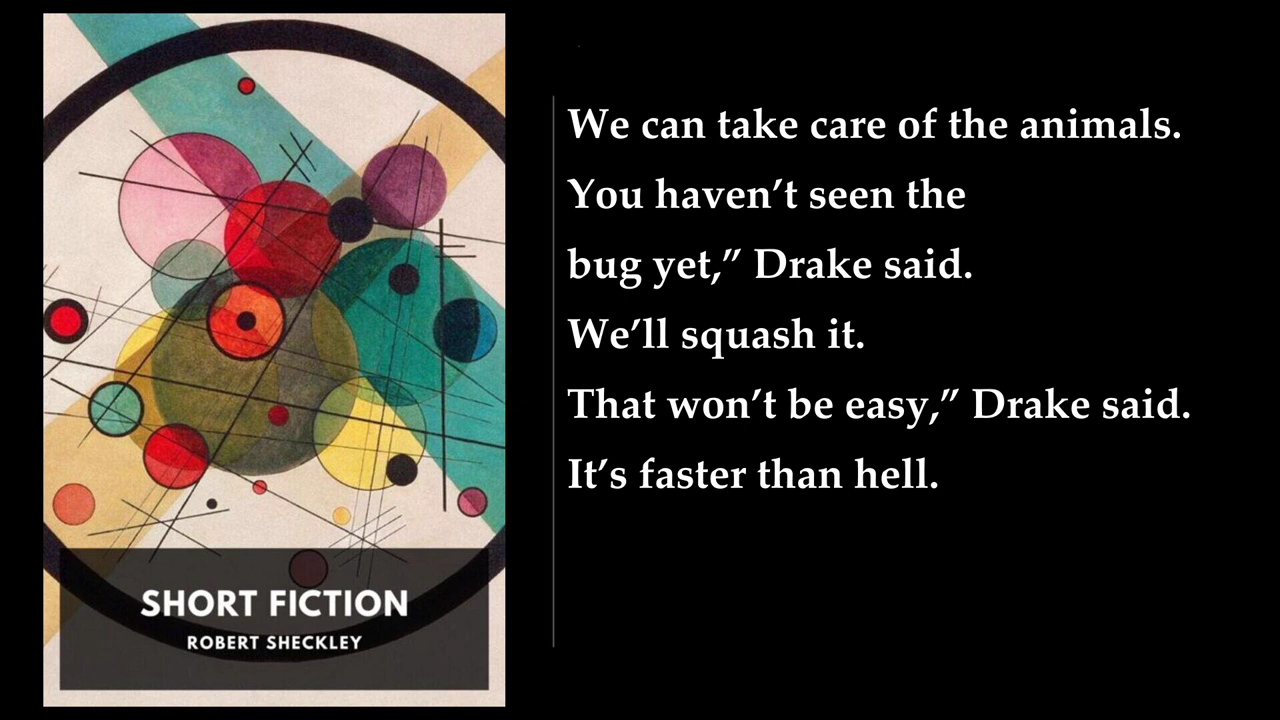 SHORT FICTION
ROBERT SHECKLEY
We can take care of the animals.
You haven’t seen the
bug yet,” Drake said.
We’ll squash it.
That won’t be easy,” Drake said.
It’s faster than hell.